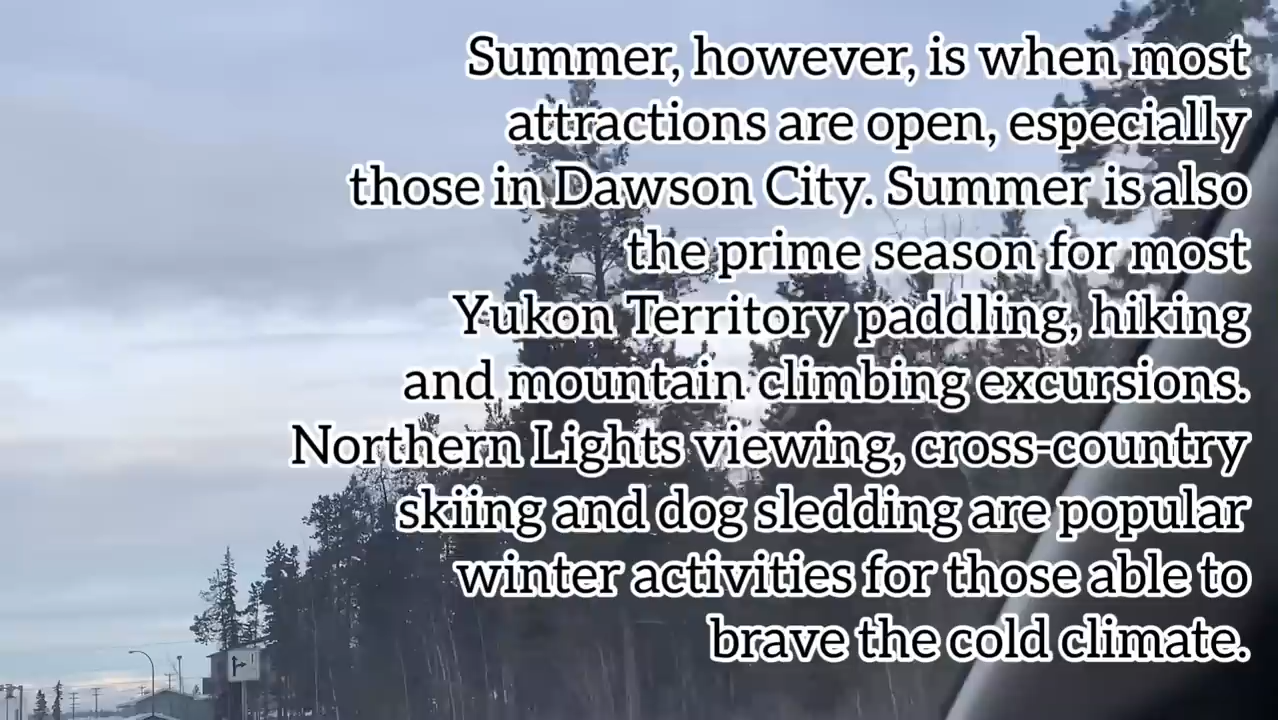 Summer, however, is when most
attractions are open, especially
those in Dawson City. Summer is also
the prime season for most
Yukon Territory paddling, hiking
and mountain climbing excursions.
Northern Lights viewing, cross-country
skiing and dog sledding are popular
winter activities for those able to
brave the cold climate.